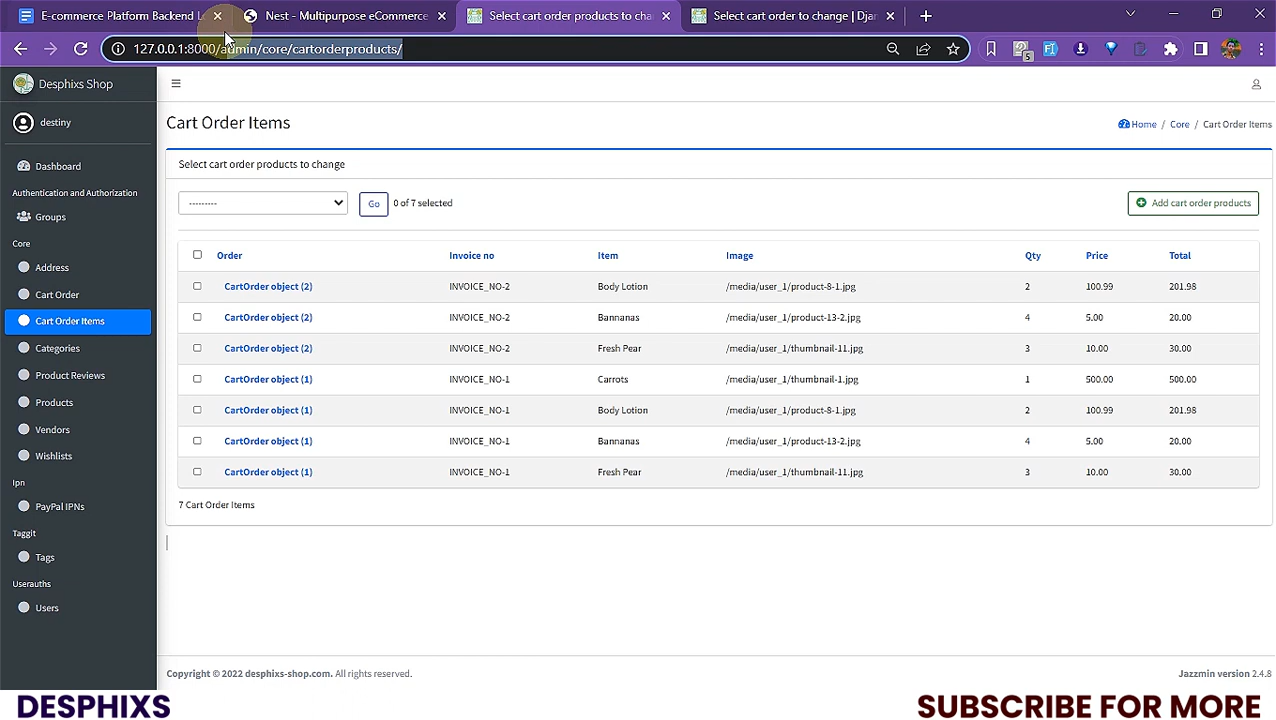 E-commerce Platform Backend L
Nest - Multipurpose eCommerce
Select cart order products to cha
Select cart order to change | Djan
127.0.0.1:8000/admin/core/cartorderproducts/
5
Desphixs Shop
destiny
Dashboard
Authentication and Authorization
Groups
Core
Address
Cart Order
Cart Order Items
Categories
Product Reviews
Products
Vendors
Wishlists
Ipn
PayPal IPNs
Taggit
Tags
Userauths
Users
Cart Order Items
Home / Core / Cart Order Items
Select cart order products to change
---------
Go
0 of 7 selected
Add cart order products
Order Invoice no Item Image Qty Price Total
CartOrder object (2) INVOICE_NO-2 Body Lotion /media/user_1/product-8-1.jpg 2 100.99 201.98
CartOrder object (2) INVOICE_NO-2 Bannanas /media/user_1/product-13-2.jpg 4 5.00 20.00
CartOrder object (2) INVOICE_NO-2 Fresh Pear /media/user_1/thumbnail-11.jpg 3 10.00 30.00
CartOrder object (1) INVOICE_NO-1 Carrots /media/user_1/thumbnail-1.jpg 1 500.00 500.00
CartOrder object (1) INVOICE_NO-1 Body Lotion /media/user_1/product-8-1.jpg 2 100.99 201.98
CartOrder object (1) INVOICE_NO-1 Bannanas /media/user_1/product-13-2.jpg 4 5.00 20.00
CartOrder object (1) INVOICE_NO-1 Fresh Pear /media/user_1/thumbnail-11.jpg 3 10.00 30.00
7 Cart Order Items
Copyright © 2022 desphixs-shop.com. All rights reserved.
Jazzmin version 2.4.8
DESPHIXS
SUBSCRIBE FOR MORE